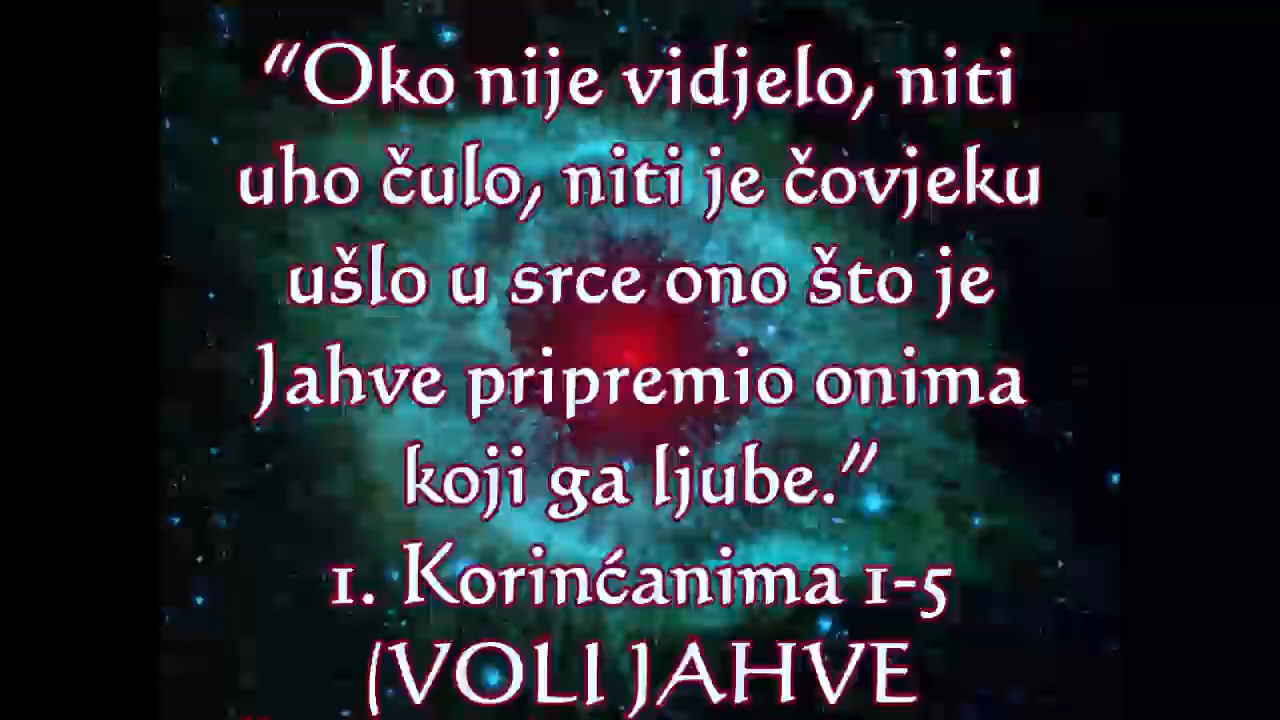 “Oko nije vidjelo, niti
uho čulo, niti je čovjeku
ušlo u srce ono što je
Jahve pripremio onima
koji ga ljube.”
1. Korinćanima 1-5
(VOLI JAHVE